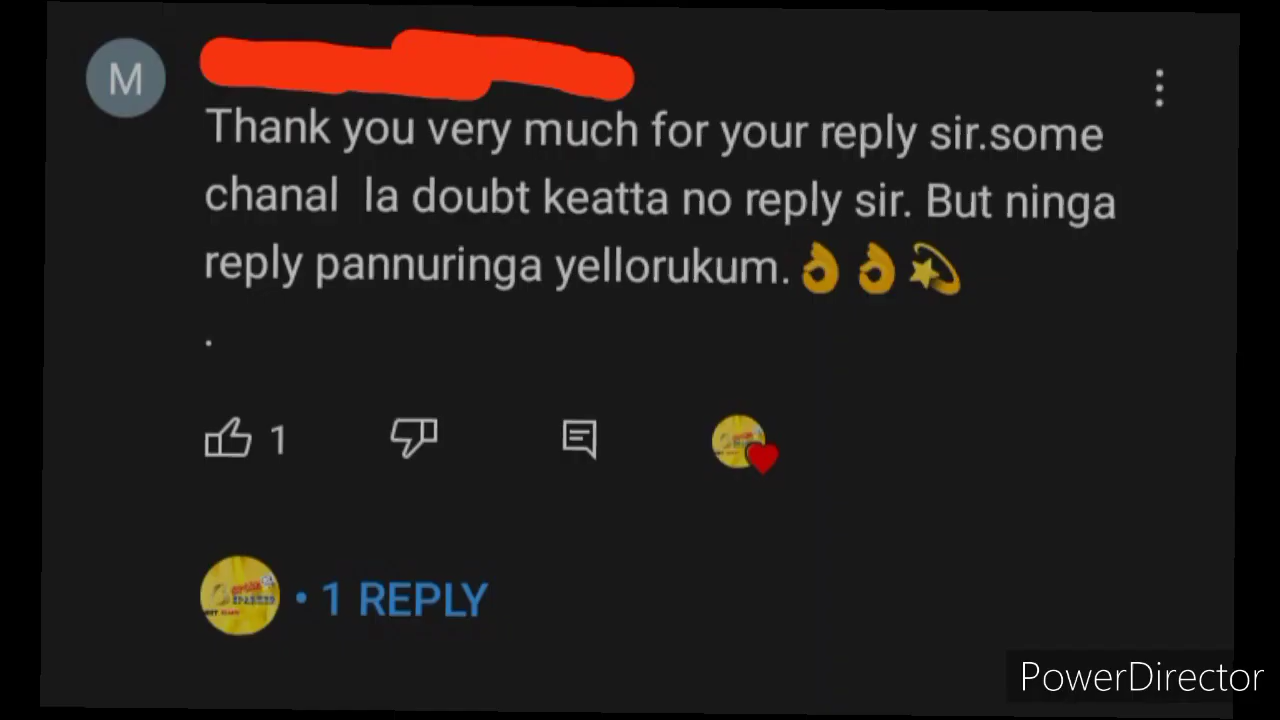 M
Thank you very much for your reply sir.some
chanal la doubt keatta no reply sir. But ninga
reply pannuringa yellorukum.👌👌💫
.
1
• 1 REPLY
PowerDirector